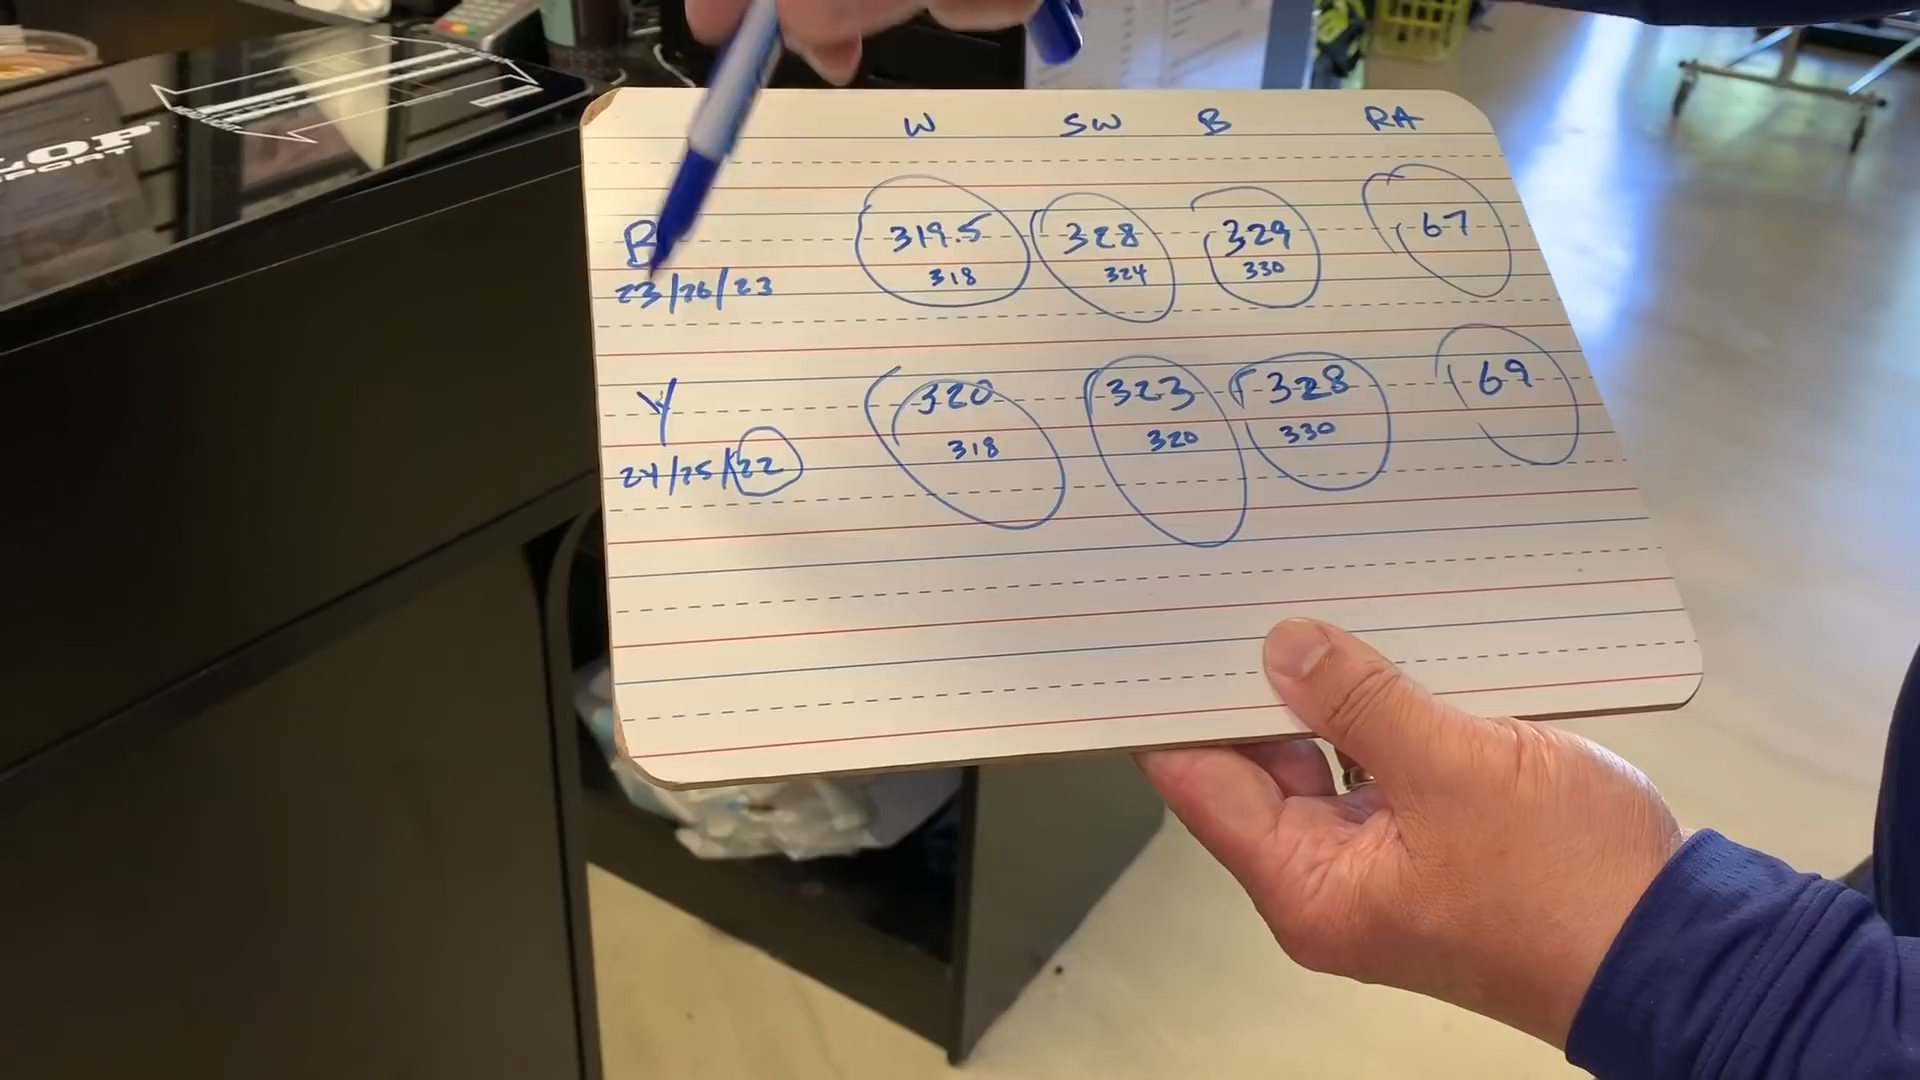 W SW B RA
B 319.5 328 329 67
23/26/23 318 324 330
Y 320 323 328 69
24/25/22 318 320 330